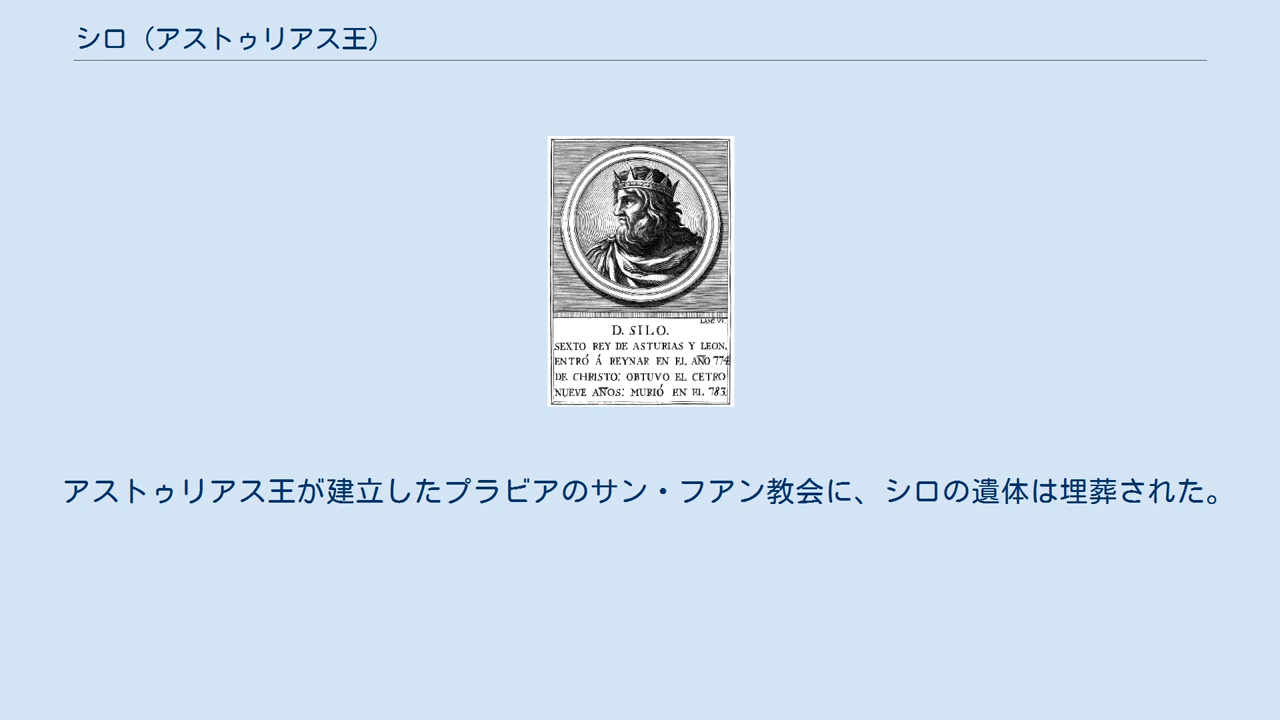 シロ（アストゥリアス王）
D. SILO.
SEXTO REY DE ASTURIAS Y LEON,
ENTRÓ Á REYNAR EN EL AÑO 774
DE CHRISTO: OBTUVO EL CETRO
NUEVE AÑOS: MURIÓ EN EL 783.
アストゥリアス王が建立したプラビアのサン・フアン教会に、シロの遺体は埋葬された。